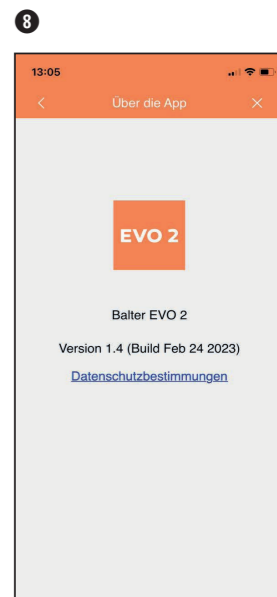 8
13:05
Über die App
EVO 2
Balter EVO 2
Version 1.4 (Build Feb 24 2023)
Datenschutzbestimmungen